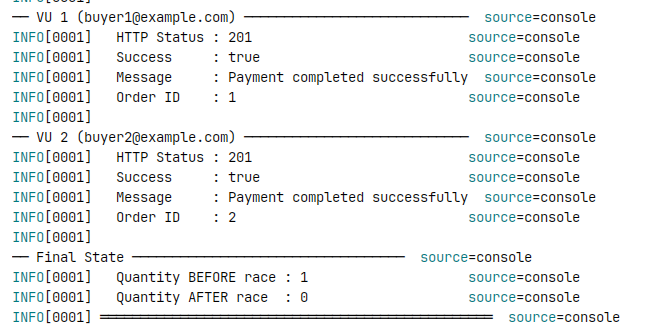 ── VU 1 (buyer1@example.com) ────────────────────────────  source=console
INFO[0001]   HTTP Status : 201                           source=console
INFO[0001]   Success     : true                          source=console
INFO[0001]   Message     : Payment completed successfully  source=console
INFO[0001]   Order ID    : 1                             source=console
INFO[0001]
── VU 2 (buyer2@example.com) ────────────────────────────  source=console
INFO[0001]   HTTP Status : 201                           source=console
INFO[0001]   Success     : true                          source=console
INFO[0001]   Message     : Payment completed successfully  source=console
INFO[0001]   Order ID    : 2                             source=console
INFO[0001]
── Final State ──────────────────────────────────  source=console
INFO[0001]   Quantity BEFORE race : 1                    source=console
INFO[0001]   Quantity AFTER race  : 0                    source=console
INFO[0001] ═════════════════════════════════════════════════  source=console